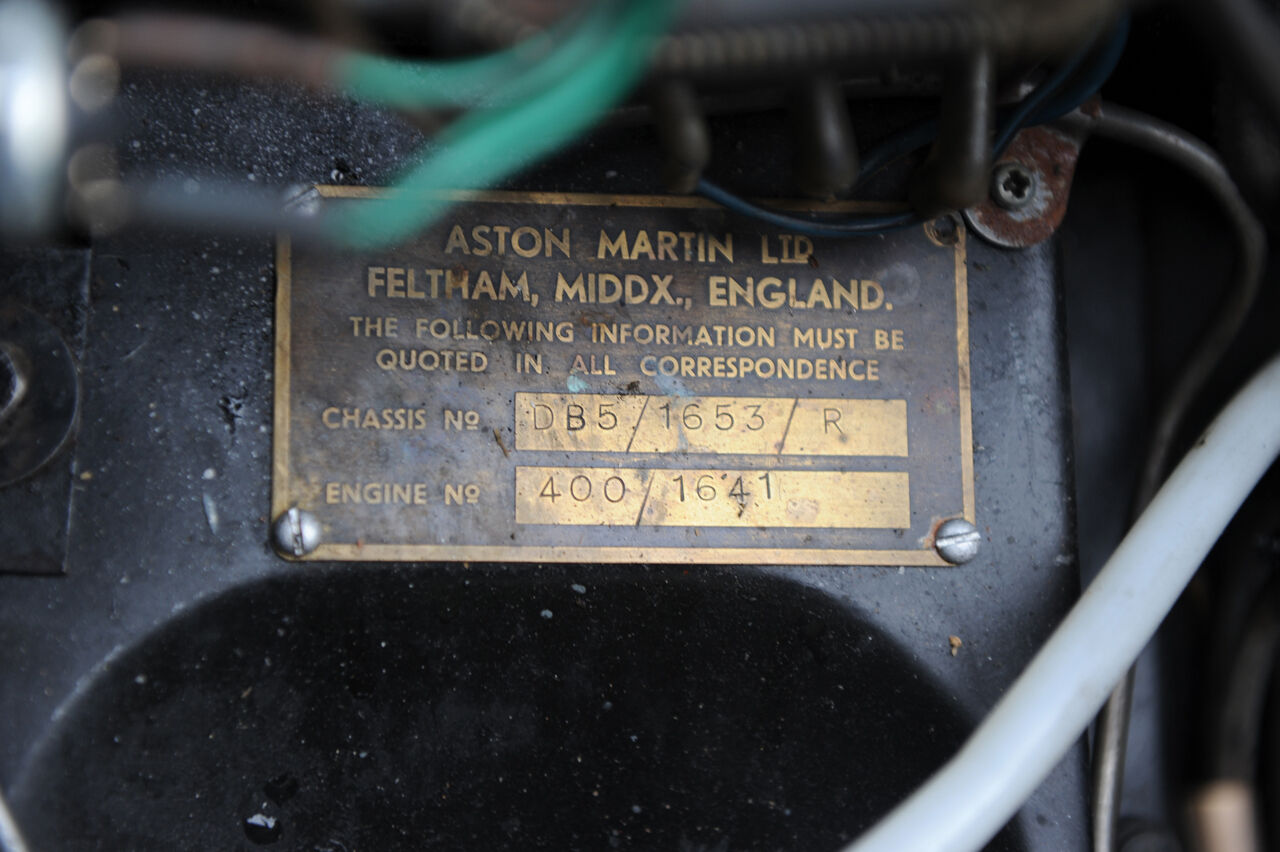 ASTON MARTIN LTD
FELTHAM, MIDDX., ENGLAND.
THE FOLLOWING INFORMATION MUST BE
QUOTED IN ALL CORRESPONDENCE
CHASSIS Nº DB5/1653/R
ENGINE Nº 400/1641